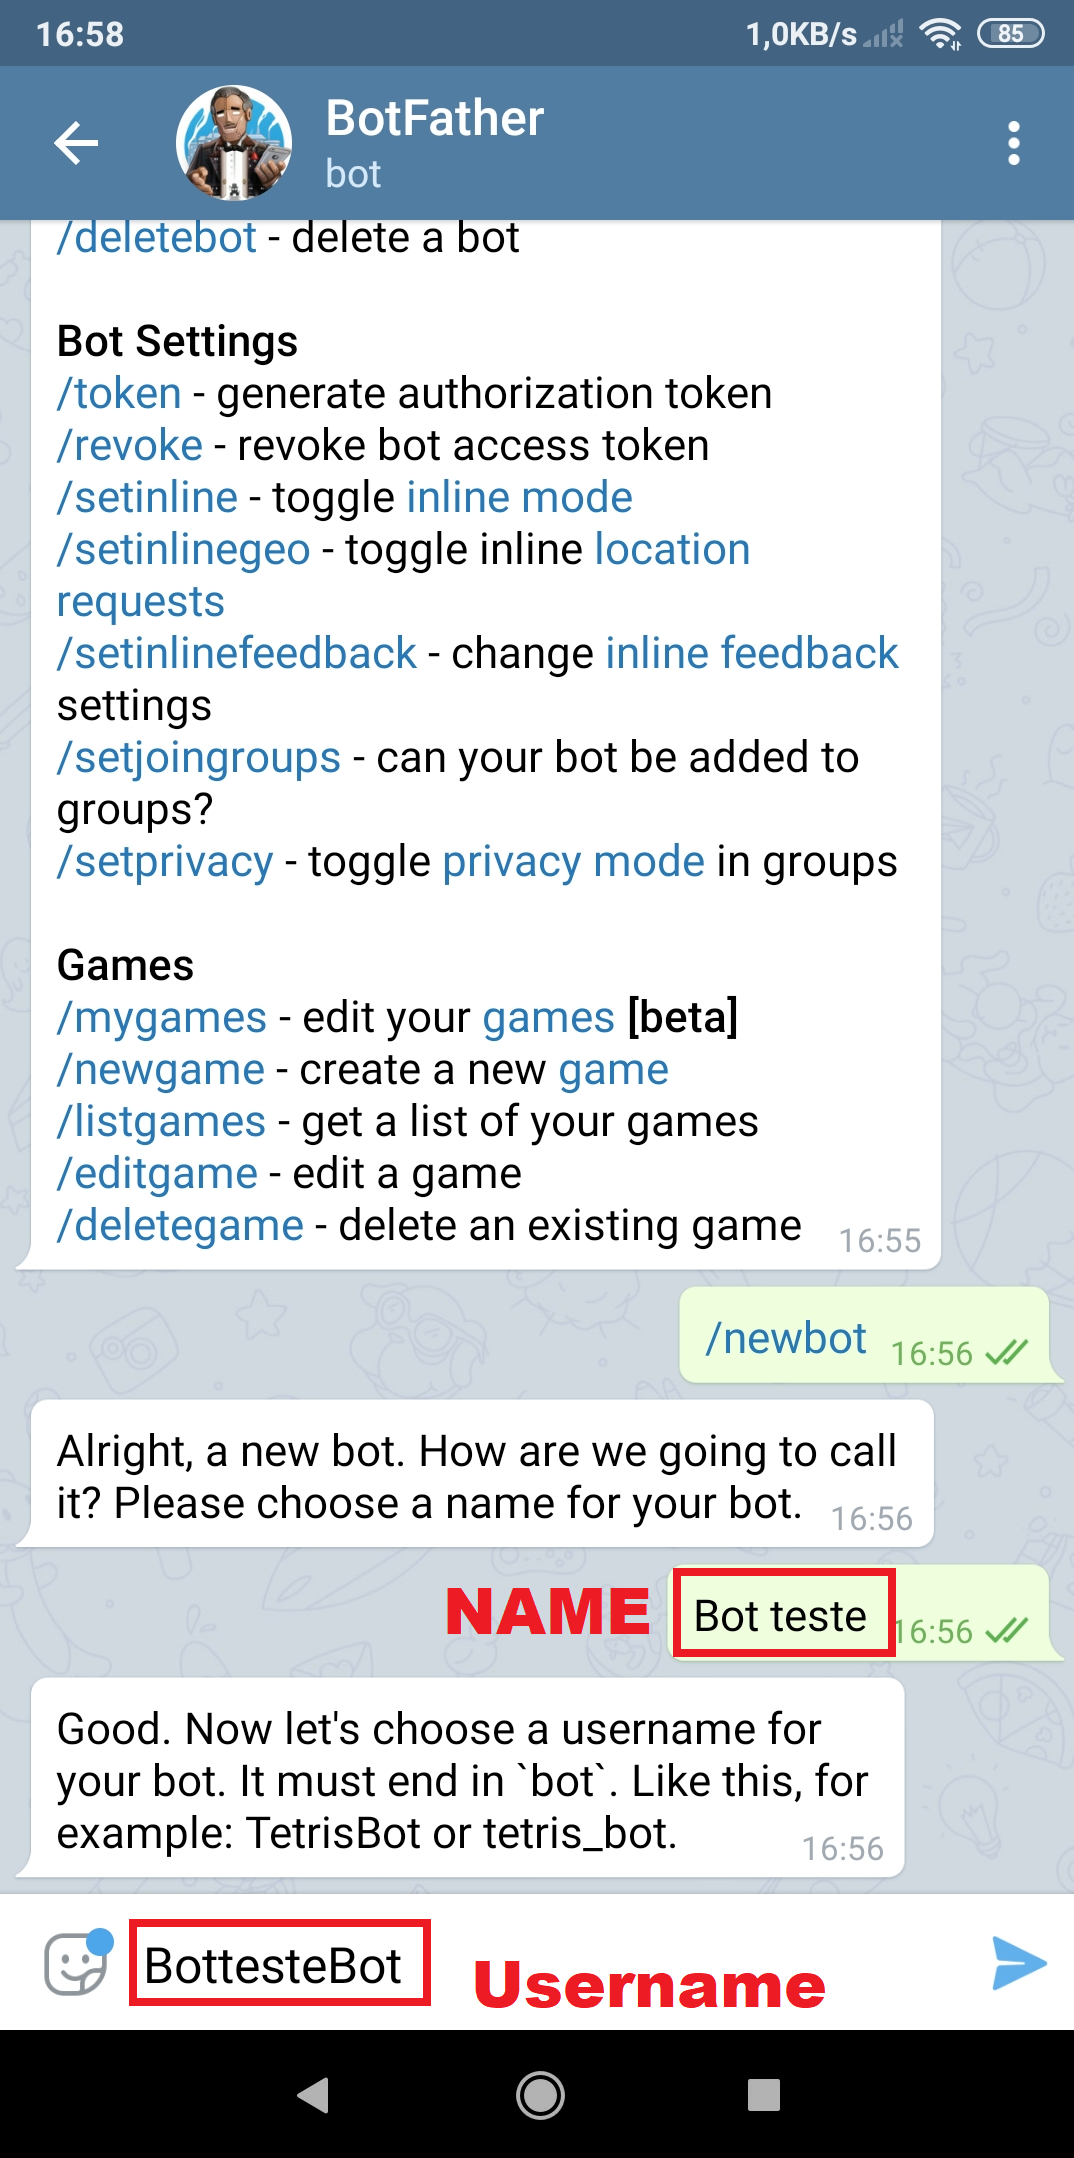 16:58
1,0KB/s
85
BotFather
bot
/deletebot - delete a bot
Bot Settings
/token - generate authorization token
/revoke - revoke bot access token
/setinline - toggle inline mode
/setinlinegeo - toggle inline location
requests
/setinlinefeedback - change inline feedback
settings
/setjoingroups - can your bot be added to
groups?
/setprivacy - toggle privacy mode in groups
Games
/mygames - edit your games [beta]
/newgame - create a new game
/listgames - get a list of your games
/editgame - edit a game
/deletegame - delete an existing game
16:55
/newbot 16:56
Alright, a new bot. How are we going to call
it? Please choose a name for your bot. 16:56
NAME Bot teste 16:56
Good. Now let's choose a username for
your bot. It must end in `bot`. Like this, for
example: TetrisBot or tetris_bot. 16:56
BottesteBot Username